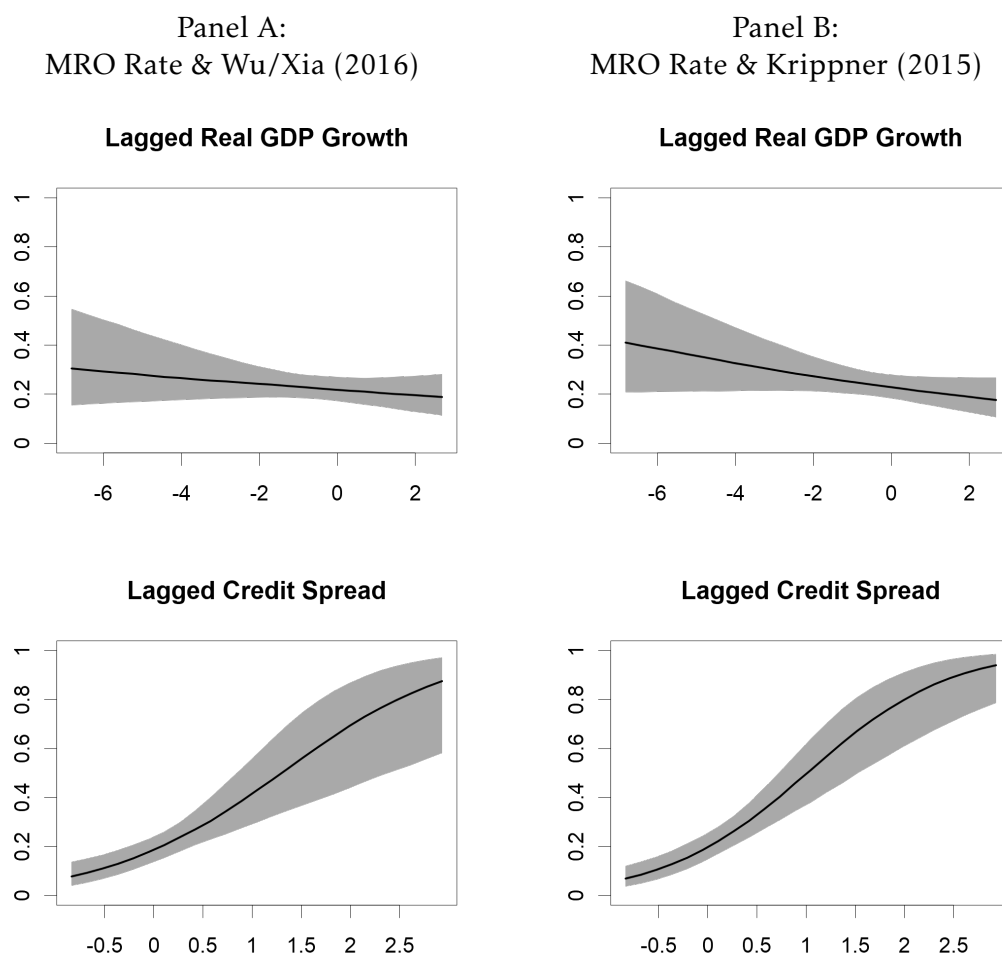 Panel A:
MRO Rate & Wu/Xia (2016)
Panel B:
MRO Rate & Krippner (2015)
Lagged Real GDP Growth
1
0.8
0.6
0.4
0.2
0
-6 -4 -2 0 2
Lagged Real GDP Growth
1
0.8
0.6
0.4
0.2
0
-6 -4 -2 0 2
Lagged Credit Spread
1
0.8
0.6
0.4
0.2
0
-0.5 0 0.5 1 1.5 2 2.5
Lagged Credit Spread
1
0.8
0.6
0.4
0.2
0
-0.5 0 0.5 1 1.5 2 2.5